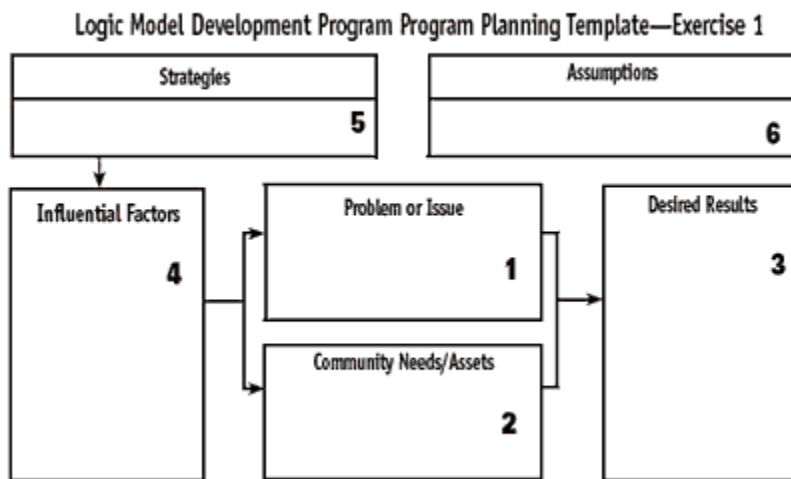 Logic Model Development Program Program Planning Template—Exercise 1
Strategies
5
Assumptions
6
Influential Factors
4
Problem or Issue
1
Community Needs/Assets
2
Desired Results
3